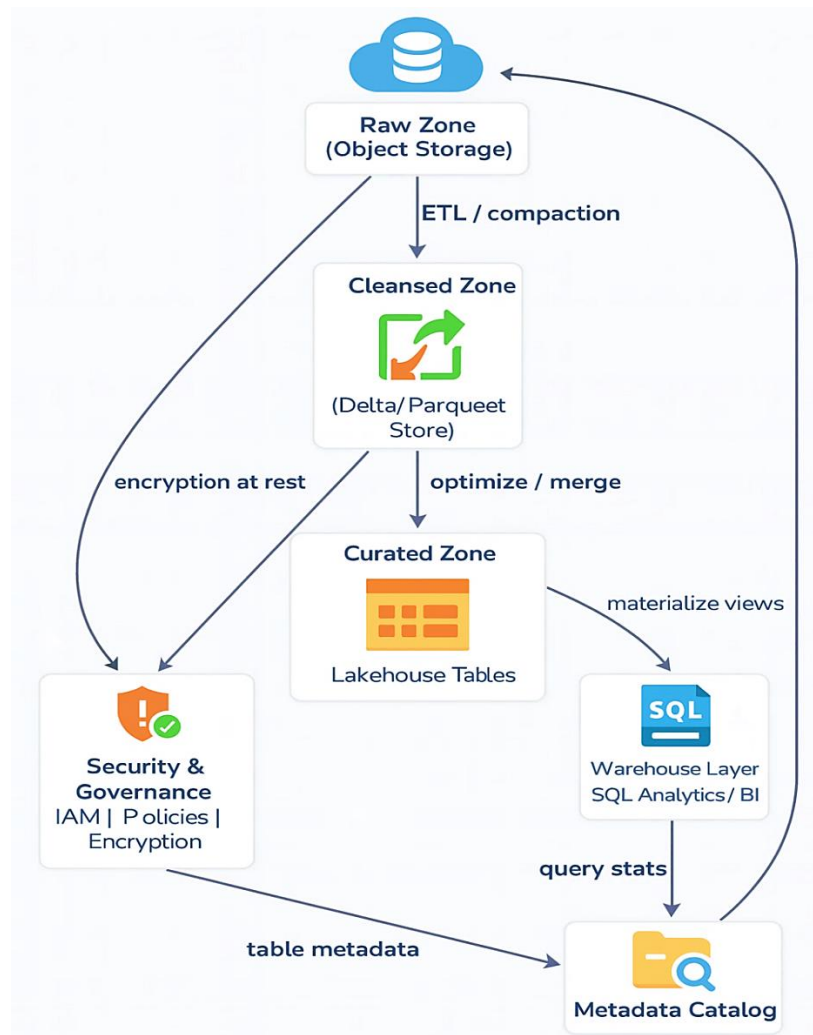 Raw Zone
(Object Storage)
ETL / compaction
Cleansed Zone
(Delta/Parqueet
Store)
encryption at rest
optimize / merge
Curated Zone
Lakehouse Tables
materialize views
Security &
Governance
IAM | Policies |
Encryption
SQL
Warehouse Layer
SQL Analytics/ BI
query stats
table metadata
Metadata Catalog